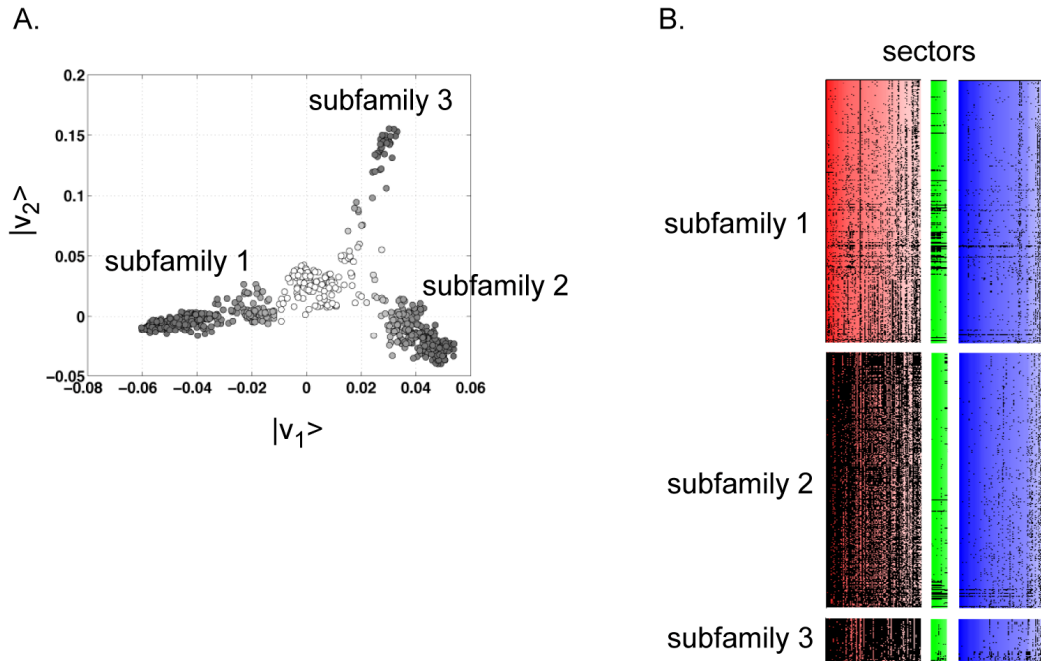 A.
0.2
0.15
0.1
0.05
0
−0.05
−0.08
−0.06
−0.04
−0.02
0
0.02
0.04
0.06
|v2>
|v1>
subfamily 3
subfamily 1
subfamily 2
B.
sectors
subfamily 1
subfamily 2
subfamily 3